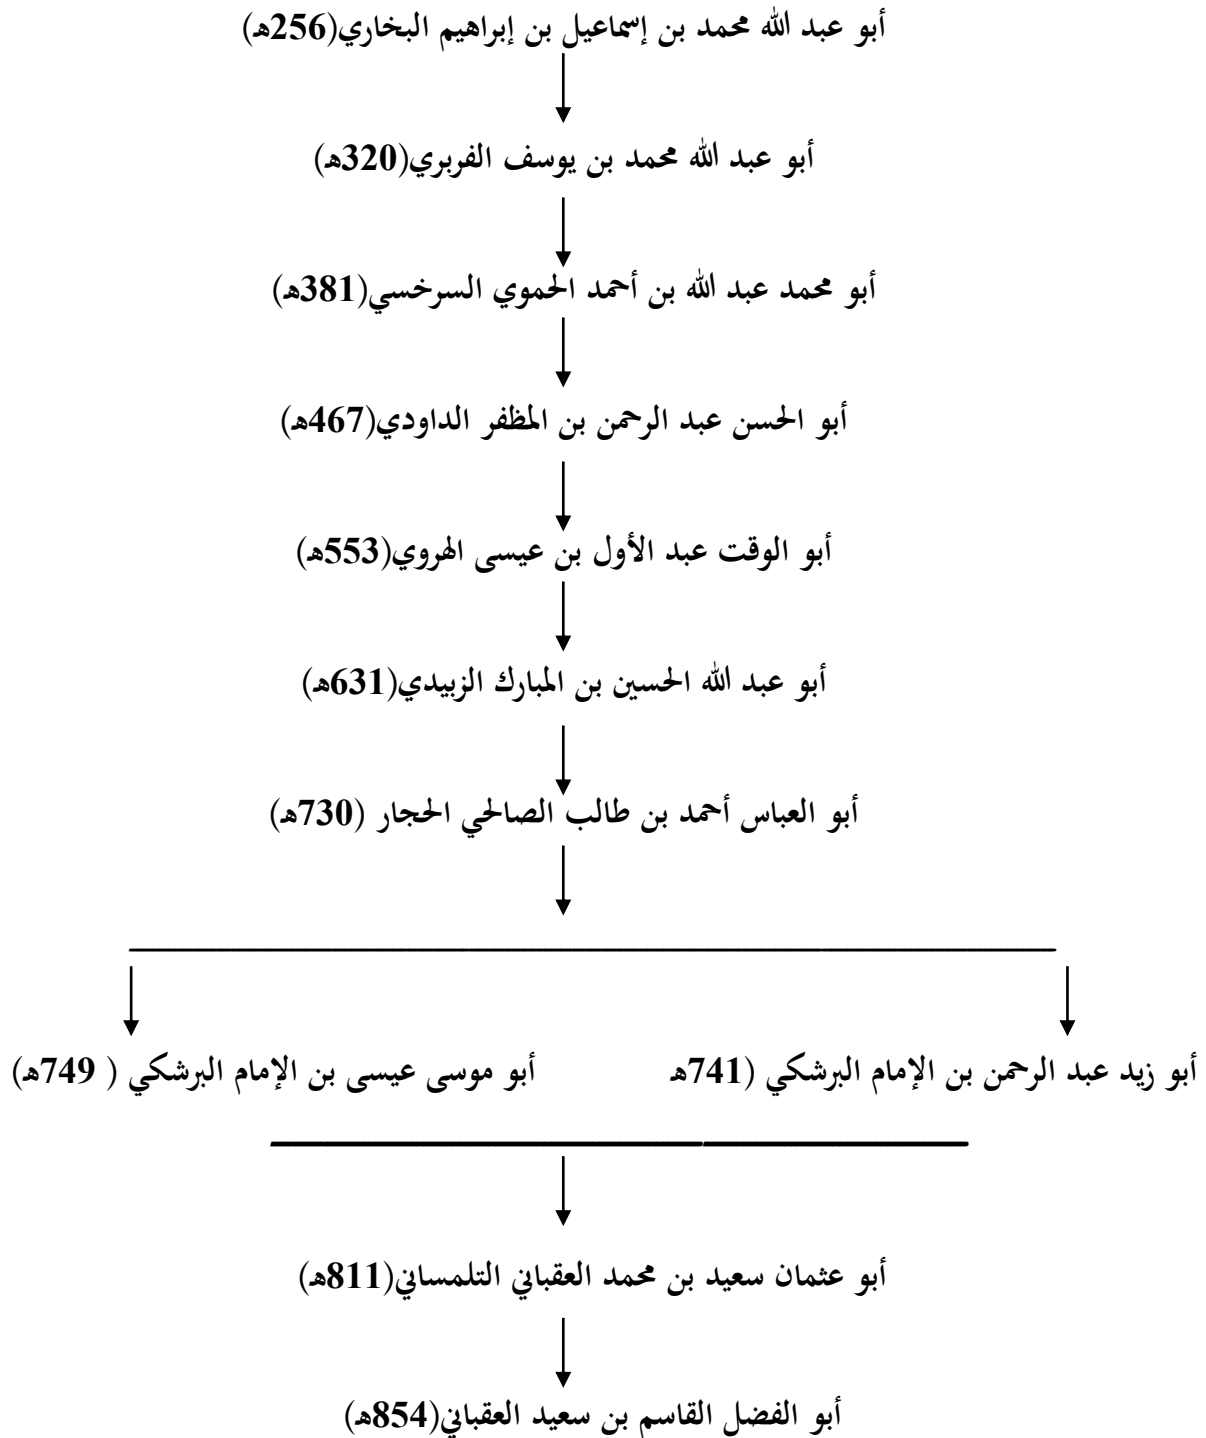 أبو عبد الله محمد بن إسماعيل بن إبراهيم البخاري(256هـ)
أبو عبد الله محمد بن يوسف الفربري(320هـ)
أبو محمد عبد الله بن أحمد الحموي السرخسي(381هـ)
أبو الحسن عبد الرحمن بن المظفر الداودي(467هـ)
أبو الوقت عبد الأول بن عيسى الهروي(553هـ)
أبو عبد الله الحسين بن المبارك الزبيدي(631هـ)
أبو العباس أحمد بن طالب الصالحي الحجار (730هـ)
أبو زيد عبد الرحمن بن الإمام البرشكي (741هـ أبو موسى عيسى بن الإمام البرشكي ( 749هـ)
أبو عثمان سعيد بن محمد العقباني التلمساني(811هـ)
أبو الفضل القاسم بن سعيد العقباني(854هـ)